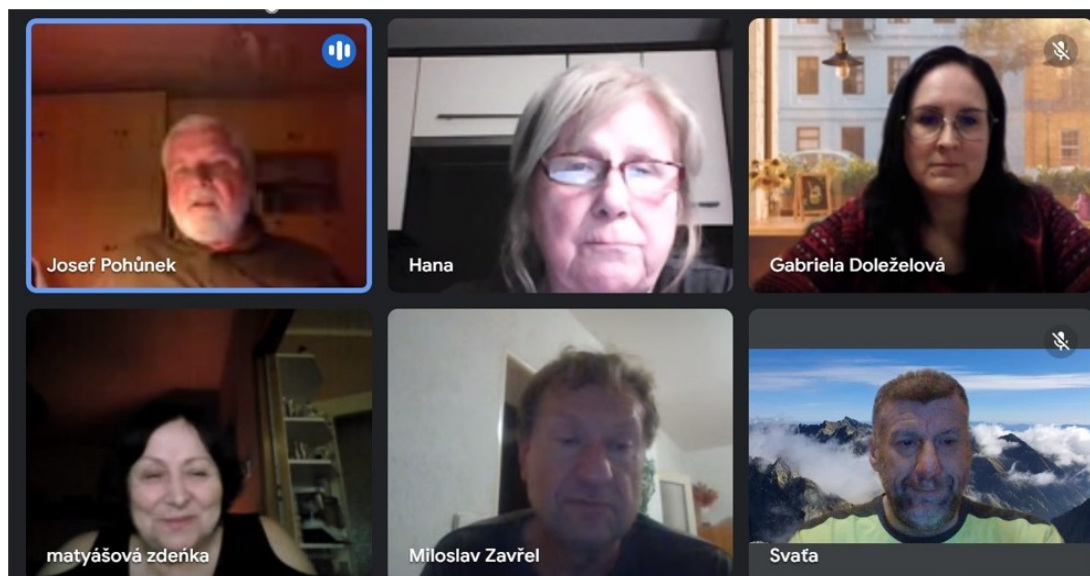 Josef Pohůnek
Hana
Gabriela Doleželová
matyášová zdeňka
Miloslav Zavřel
Svaťa